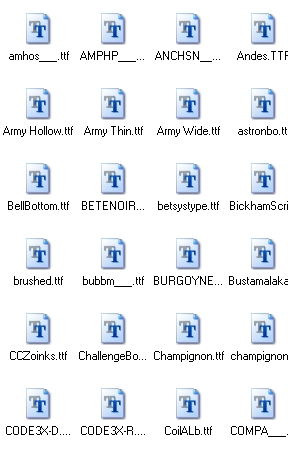 amhos___.ttf AMPHP___... ANCHSN__... Andes.TTF
Army Hollow.ttf Army Thin.ttf Army Wide.ttf astronbo.tt
BellBottom.ttf BETENOIR... betsystype.ttf BickhamScri
brushed.ttf bubbm___.ttf BURGOYNE... Bustamalaka
CCZoinks.ttf ChallengeBo... Champignon.ttf champignon
CODE3X-D.... CODE3X-R.... CoilALb.ttf COMPA___.